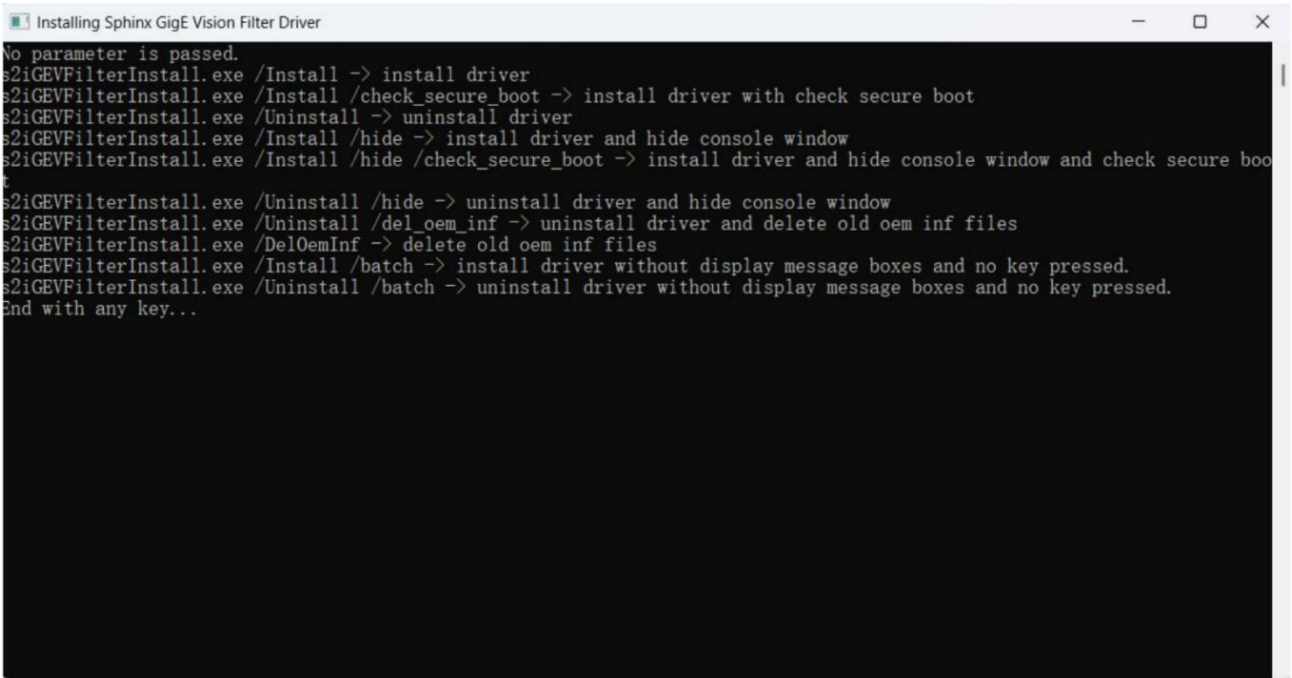 Installing Sphinx GigE Vision Filter Driver
No parameter is passed.
s2iGEVFilterInstall.exe /Install -> install driver
s2iGEVFilterInstall.exe /Install /check_secure_boot -> install driver with check secure boot
s2iGEVFilterInstall.exe /Uninstall -> uninstall driver
s2iGEVFilterInstall.exe /Install /hide -> install driver and hide console window
s2iGEVFilterInstall.exe /Install /hide /check_secure_boot -> install driver and hide console window and check secure boo
t
s2iGEVFilterInstall.exe /Uninstall /hide -> uninstall driver and hide console window
s2iGEVFilterInstall.exe /Uninstall /del_oem_inf -> uninstall driver and delete old oem inf files
s2iGEVFilterInstall.exe /DelOemInf -> delete old oem inf files
s2iGEVFilterInstall.exe /Install /batch -> install driver without display message boxes and no key pressed.
s2iGEVFilterInstall.exe /Uninstall /batch -> uninstall driver without display message boxes and no key pressed.
End with any key...